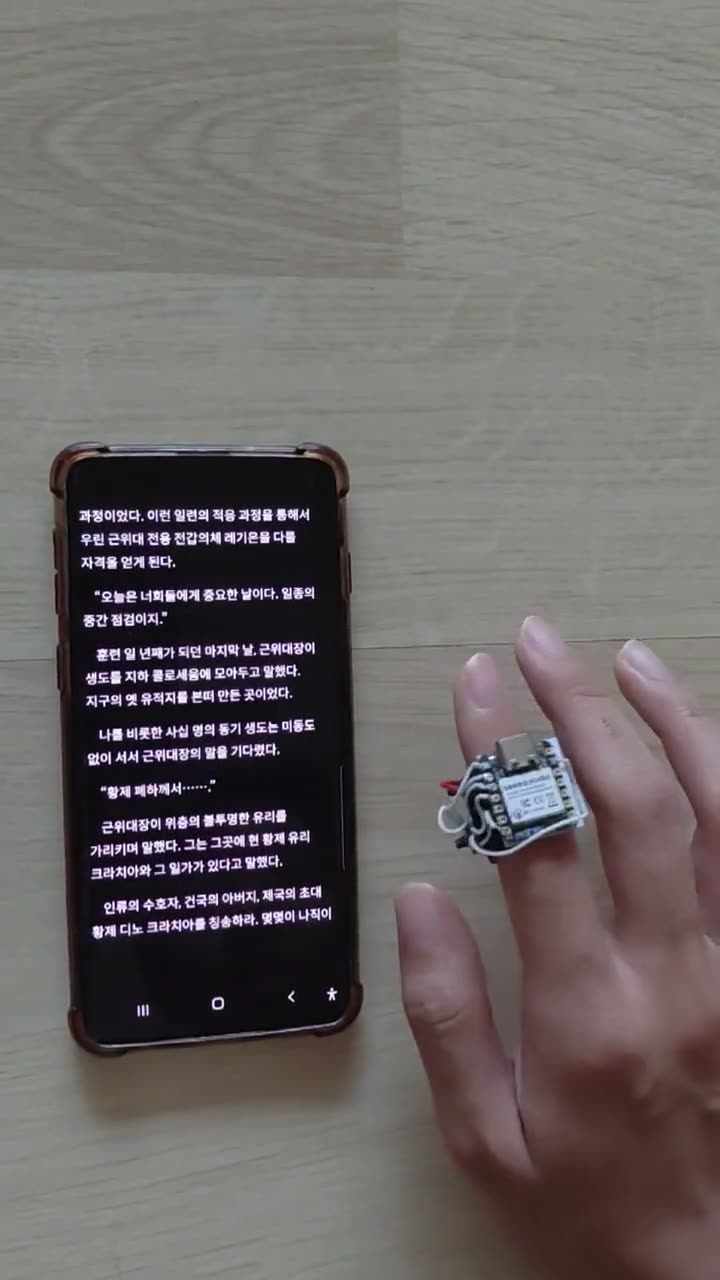 과정이었다. 이런 일련의 적응 과정을 통해서
우린 근위대 전용 전갑의체 레기온을 다룰
자격을 얻게 된다.
“오늘은 너희들에게 중요한 날이다. 일종의
중간 점검이지.”
훈련 일 년째가 되던 마지막 날, 근위대장이
생도를 지하 콜로세움에 모아두고 말했다.
지구의 옛 유적지를 본떠 만든 곳이었다.
나를 비롯한 사십 명의 동기 생도는 미동도
없이 서서 근위대장의 말을 기다렸다.
“황제 폐하께서…….”
근위대장이 위층의 불투명한 유리를
가리키며 말했다. 그는 그곳에 현 황제 유리
크라치아와 그 일가가 있다고 말했다.
인류의 수호자, 건국의 아버지, 제국의 초대
황제 디노 크라치아를 칭송하라. 몇몇이 나직이
seeed studio